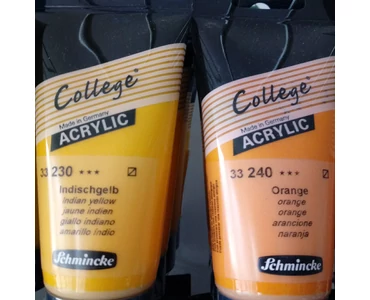 College
Made in Germany
ACRYLIC
33 230 ***
Indischgelb
indian yellow
jaune indien
giallo indiano
amarillo indio
Schmincke
College
Made in Germany
ACRYLIC
33 240 ***
Orange
orange
orange
arancione
naranja
Schmincke